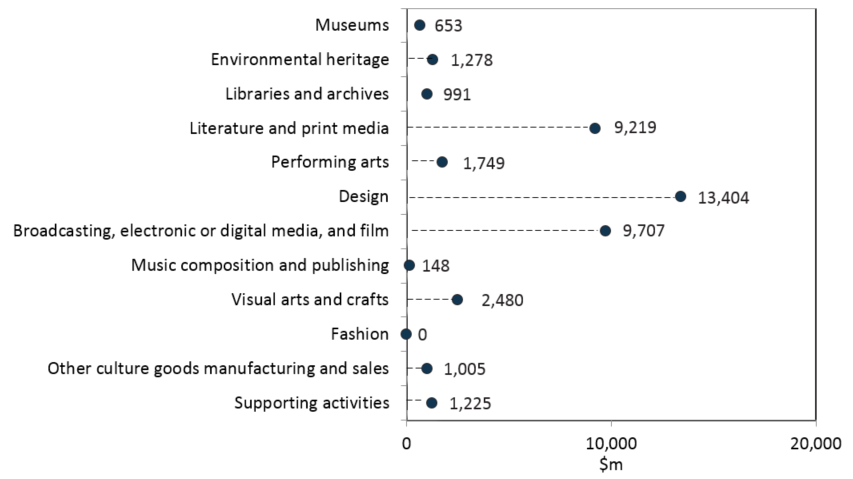 Museums 653
Environmental heritage 1,278
Libraries and archives 991
Literature and print media 9,219
Performing arts 1,749
Design 13,404
Broadcasting, electronic or digital media, and film 9,707
Music composition and publishing 148
Visual arts and crafts 2,480
Fashion 0
Other culture goods manufacturing and sales 1,005
Supporting activities 1,225
0 10,000 20,000
$m